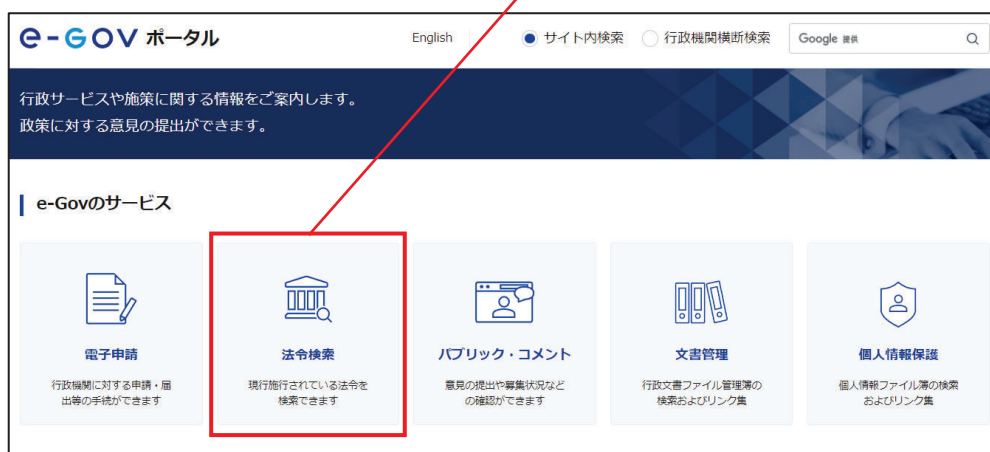 e-GOV ポータル
English
サイト内検索
行政機関横断検索
Google 提供
行政サービスや施策に関する情報をご案内します。
政策に対する意見の提出ができます。
e-Govのサービス
電子申請
行政機関に対する申請・届
出等の手続ができます
法令検索
現行施行されている法令を
検索できます
パブリック・コメント
意見の提出や募集状況など
の確認ができます
文書管理
行政文書ファイル管理簿の
検索およびリンク集
個人情報保護
個人情報ファイル簿の検索
およびリンク集